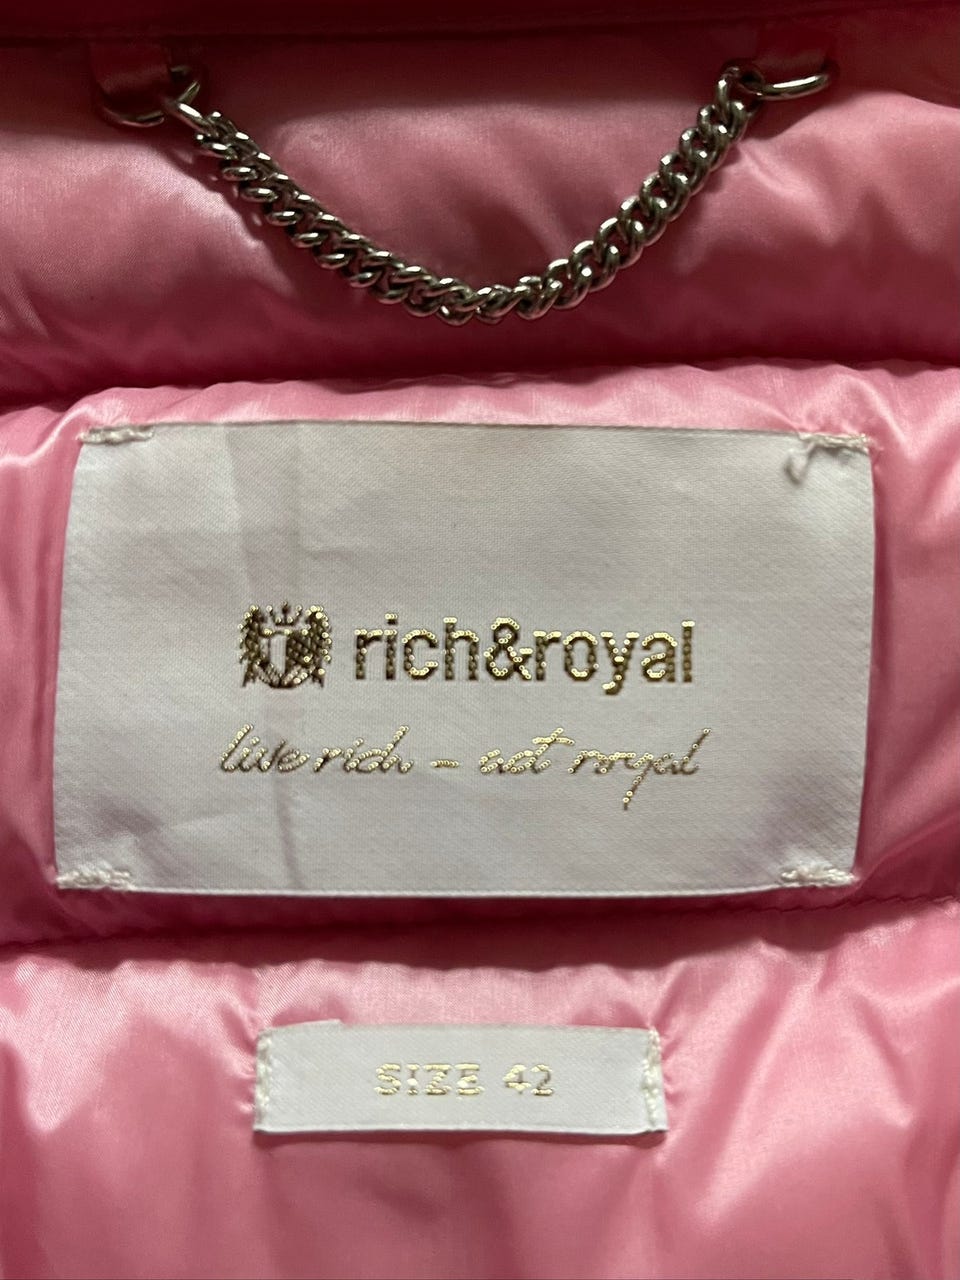 rich&royal
live rich – act royal
SIZE 42